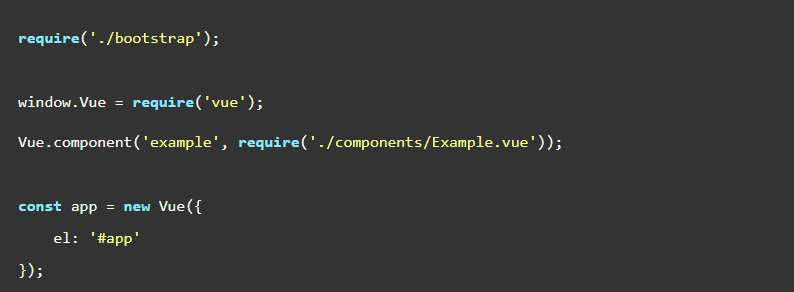 require('./bootstrap');
window.Vue = require('vue');
Vue.component('example', require('./components/Example.vue'));
const app = new Vue({
    el: '#app'
});